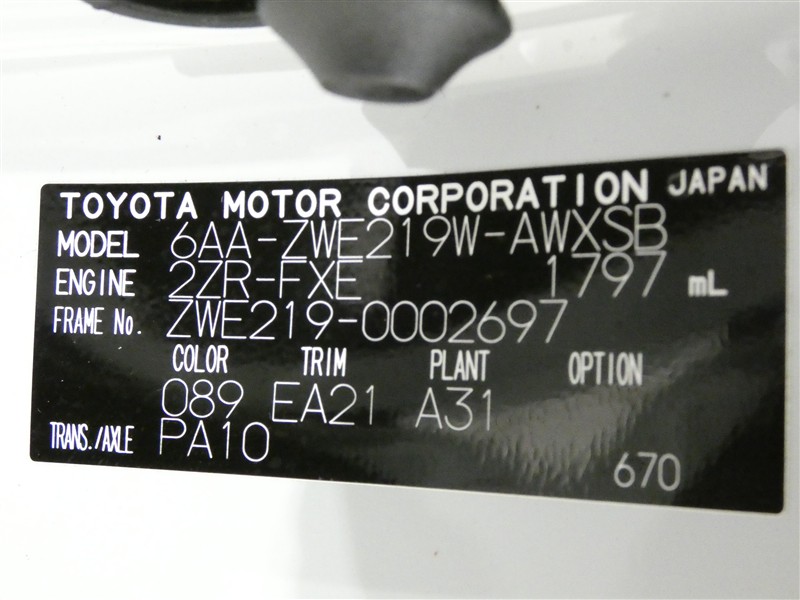 TOYOTA MOTOR CORPORATION JAPAN
MODEL 6AA-ZWE219W-AWXSB
ENGINE 2ZR-FXE 1797 mL
FRAME No. ZWE219-0002697
COLOR TRIM PLANT OPTION
089 EA21 A31
TRANS./AXLE PA10
670